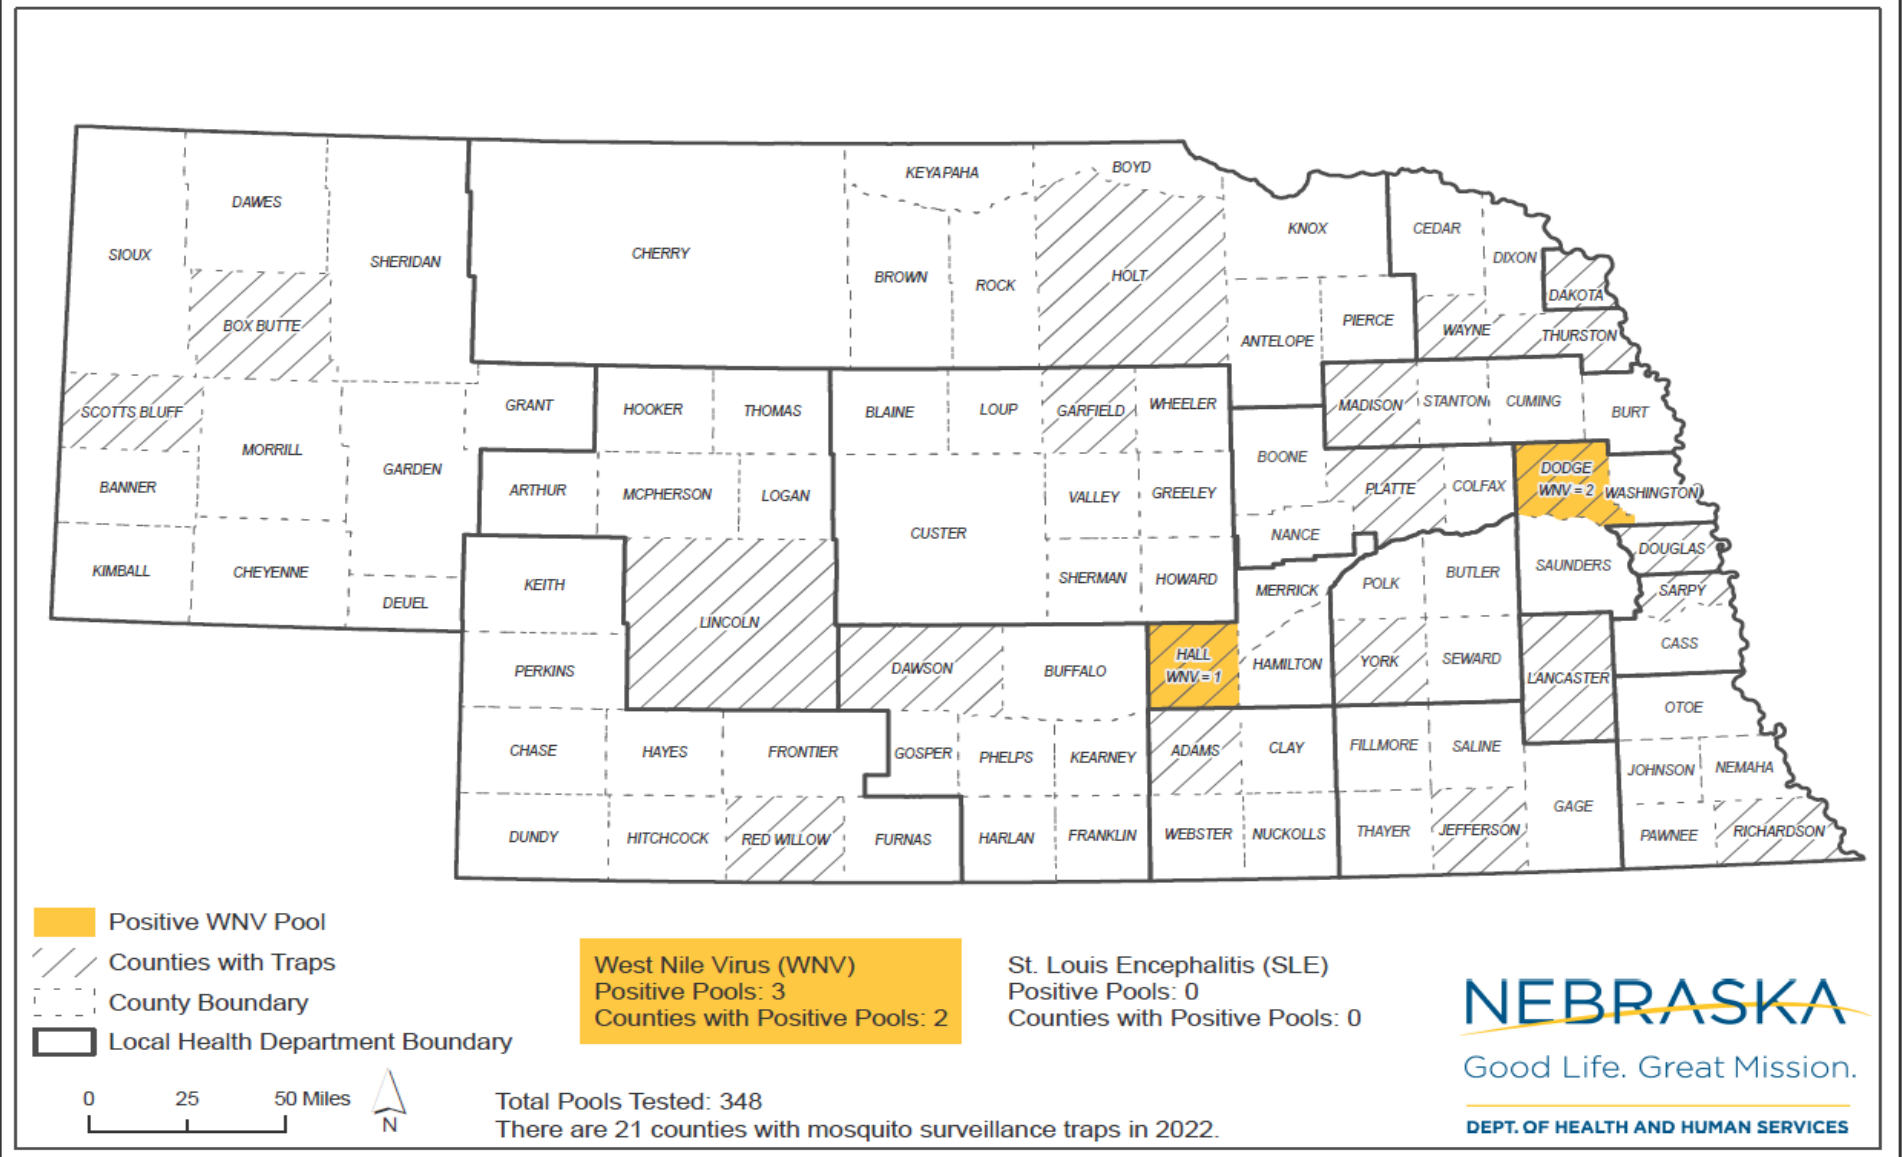 KEYA PAHA
BOYD
DAWES
KNOX
CEDAR
SIOUX
CHERRY
DIXON
SHERIDAN
BROWN
ROCK
HOLT
DAKOTA
BOX BUTTE
PIERCE
WAYNE
THURSTON
ANTELOPE
SCOTTS BLUFF
GRANT
HOOKER
THOMAS
BLAINE
LOUP
GARFIELD
WHEELER
MADISON
STANTON
CUMING
BURT
MORRILL
GARDEN
BOONE
DODGE
WNV = 2
BANNER
ARTHUR
MCPHERSON
LOGAN
VALLEY
GREELEY
PLATTE
COLFAX
WASHINGTON
CUSTER
NANCE
DOUGLAS
KIMBALL
CHEYENNE
KEITH
SHERMAN
HOWARD
MERRICK
POLK
BUTLER
SAUNDERS
SARPY
DEUEL
LINCOLN
CASS
PERKINS
DAWSON
BUFFALO
HALL
WNV = 1
HAMILTON
YORK
SEWARD
LANCASTER
OTOE
CHASE
HAYES
FRONTIER
GOSPER
PHELPS
KEARNEY
ADAMS
CLAY
FILLMORE
SALINE
JOHNSON
NEMAHA
DUNDY
HITCHCOCK
RED WILLOW
FURNAS
HARLAN
FRANKLIN
WEBSTER
NUCKOLLS
THAYER
JEFFERSON
GAGE
PAWNEE
RICHARDSON
Positive WNV Pool
Counties with Traps
County Boundary
Local Health Department Boundary
0 25 50 Miles
N
West Nile Virus (WNV)
Positive Pools: 3
Counties with Positive Pools: 2
St. Louis Encephalitis (SLE)
Positive Pools: 0
Counties with Positive Pools: 0
Total Pools Tested: 348
There are 21 counties with mosquito surveillance traps in 2022.
NEBRASKA
Good Life. Great Mission.
DEPT. OF HEALTH AND HUMAN SERVICES